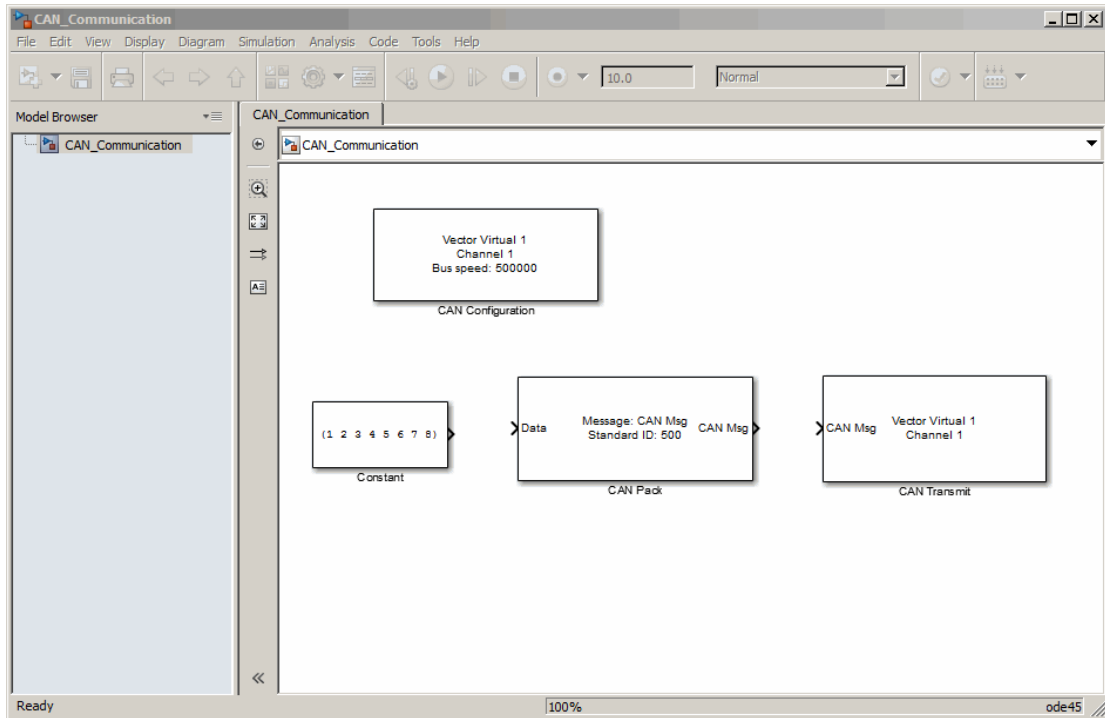 CAN_Communication
File Edit View Display Diagram Simulation Analysis Code Tools Help
10.0 Normal
Model Browser
CAN_Communication
CAN_Communication
CAN_Communication
Vector Virtual 1
Channel 1
Bus speed: 500000
CAN Configuration
(1 2 3 4 5 6 7 8)
Constant
Data
Message: CAN Msg
Standard ID: 500
CAN Msg
CAN Pack
CAN Msg
Vector Virtual 1
Channel 1
CAN Transmit
Ready 100% ode45